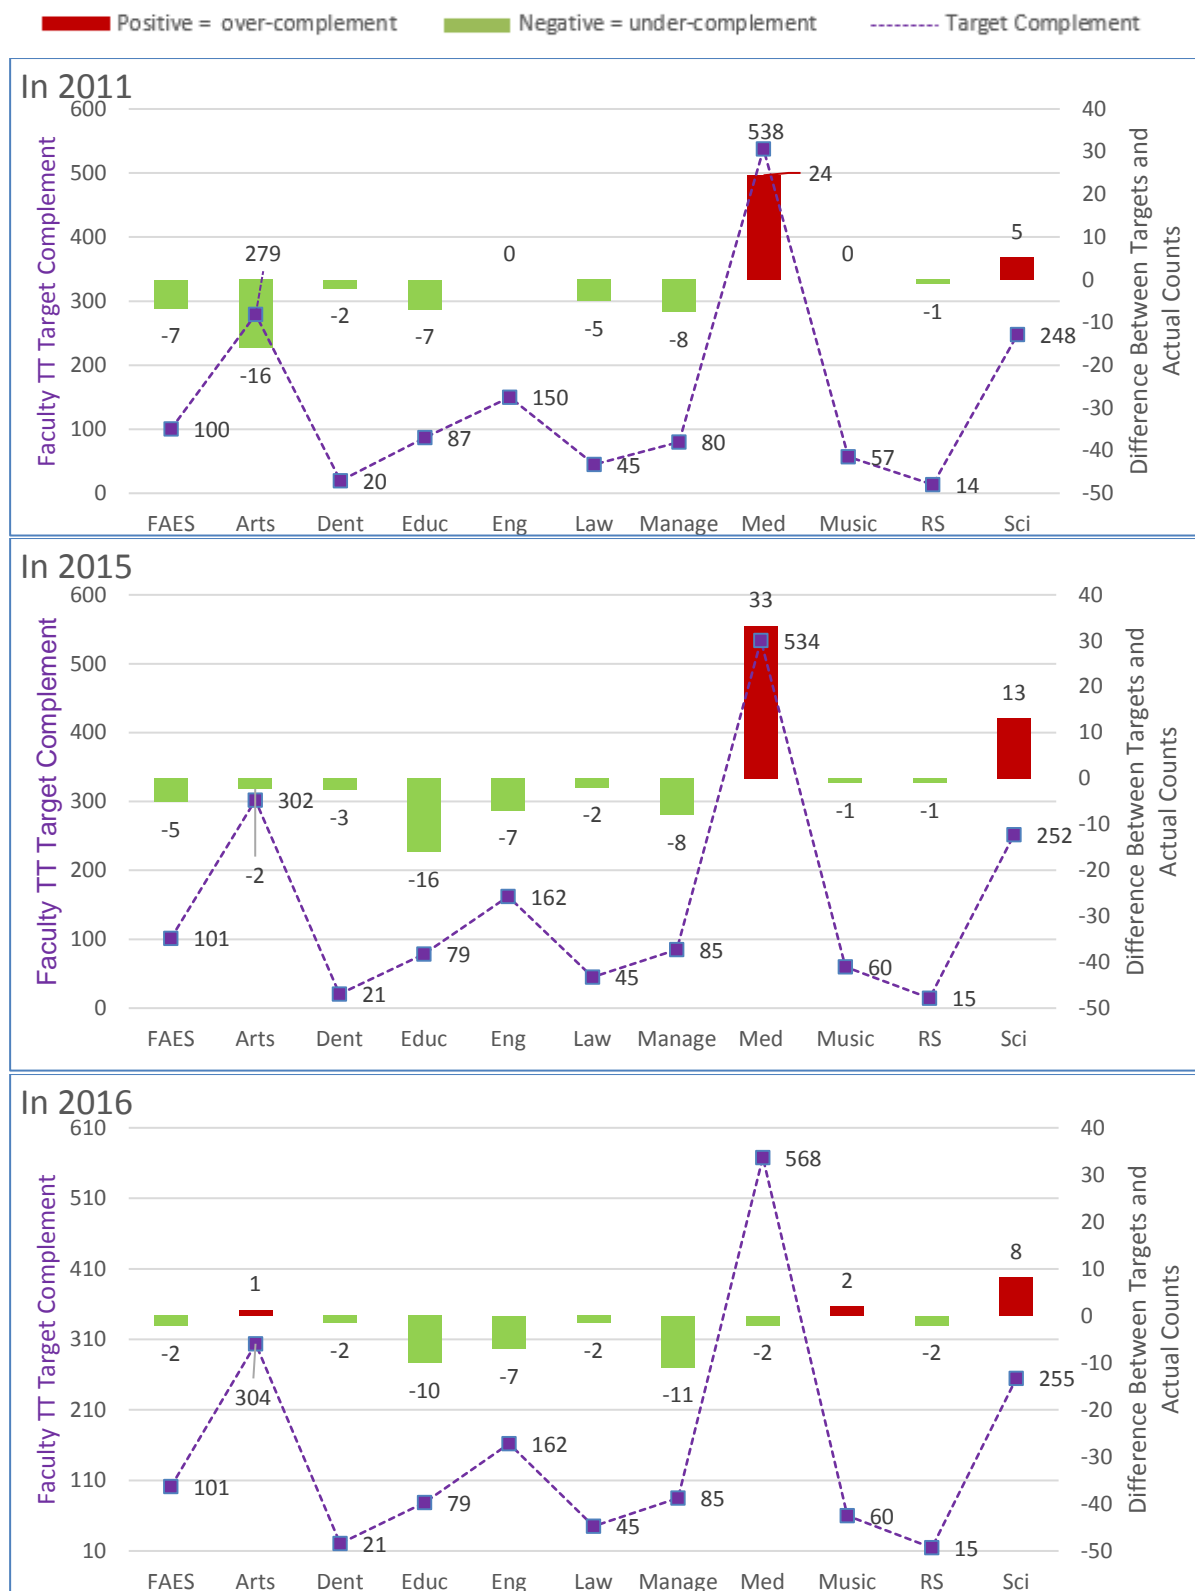 Positive = over-complement Negative = under-complement Target Complement
In 2011
Faculty TT Target Complement
Difference Between Targets and
Actual Counts
600 40
500 30
400 20
300 10
200 0
100 -10
0 -20
-30
-40
-50
538
24
279 0 0 5
-7 -16 -2 -7 -5 -8 -1
100 20 87 150 45 80 57 14 248
FAES Arts Dent Educ Eng Law Manage Med Music RS Sci
In 2015
Faculty TT Target Complement
Difference Between Targets and
Actual Counts
600 40
500 30
400 20
300 10
200 0
100 -10
0 -20
-30
-40
-50
33
534
13
-5 302 -3 -7 -2 -1 -1
-2 -16 -8 252
101 21 79 162 45 85 60 15
FAES Arts Dent Educ Eng Law Manage Med Music RS Sci
In 2016
Faculty TT Target Complement
Difference Between Targets and
Actual Counts
610 40
510 30
410 20
310 10
210 0
110 -10
10 -20
-30
-40
-50
568
1 2 8
-2 -2 -10 -7 -2 -11 -2 -2
304 255
101 21 79 162 45 85 60 15
FAES Arts Dent Educ Eng Law Manage Med Music RS Sci